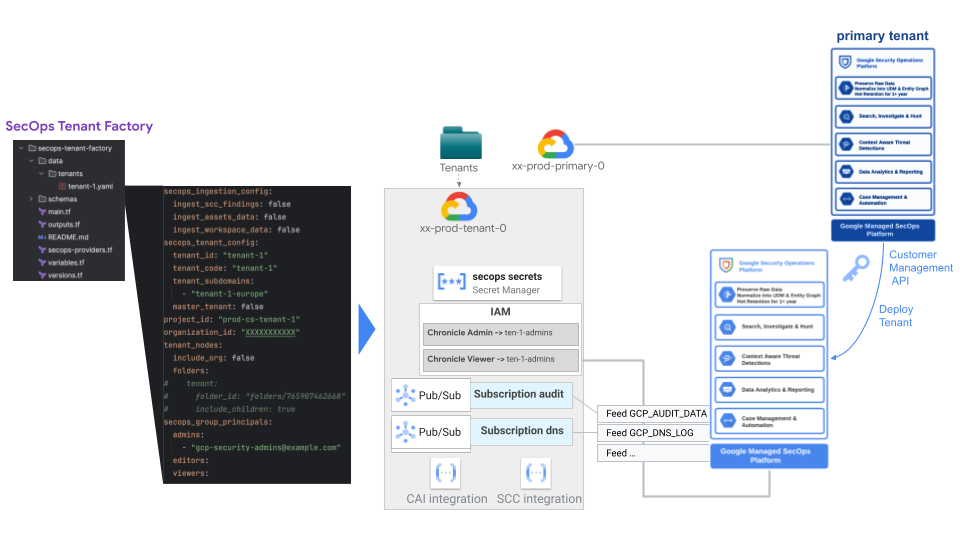 primary tenant
Google Security Operations
Platform
Preserve Raw Data
Normalize into UDM & Entity Graph
Hot Retention for 1+ year
Search, Investigate & Hunt
Context Aware Threat
Detections
Data Analytics & Reporting
Case Management &
Automation
Google Managed SecOps
Platform
SecOps Tenant Factory
secops-tenant-factory
data
tenants
tenant-1.yaml
schemas
main.tf
outputs.tf
README.md
secops-providers.tf
variables.tf
versions.tf
secops_ingestion_config:
ingest_scc_findings: false
ingest_assets_data: false
ingest_workspace_data: false
secops_tenant_config:
tenant_id: "tenant-1"
tenant_code: "tenant-1"
tenant_subdomains:
- "tenant-1-europe"
master_tenant: false
project_id: "prod-cs-tenant-1"
organization_id: "XXXXXXXXXXX"
tenant_nodes:
include_org: false
folders:
# tenant:
# folder_id: "folders/765907462668"
# include_children: true
secops_group_principals:
admins:
- "gcp-security-admins@example.com"
editors:
viewers:
Tenants
xx-prod-primary-0
xx-prod-tenant-0
secops secrets
Secret Manager
IAM
Chronicle Admin -> ten-1-admins
Chronicle Viewer -> ten-1-admins
Pub/Sub
Subscription audit
Pub/Sub
Subscription dns
CAI integration
SCC integration
Feed GCP_AUDIT_DATA
Feed GCP_DNS_LOG
Feed ...
Google Security Operations
Platform
Preserve Raw Data
Normalize into UDM & Entity Graph
Hot Retention for 1+ year
Search, Investigate & Hunt
Context Aware Threat
Detections
Data Analytics & Reporting
Case Management &
Automation
Google Managed SecOps
Platform
Customer
Management
API
Deploy
Tenant